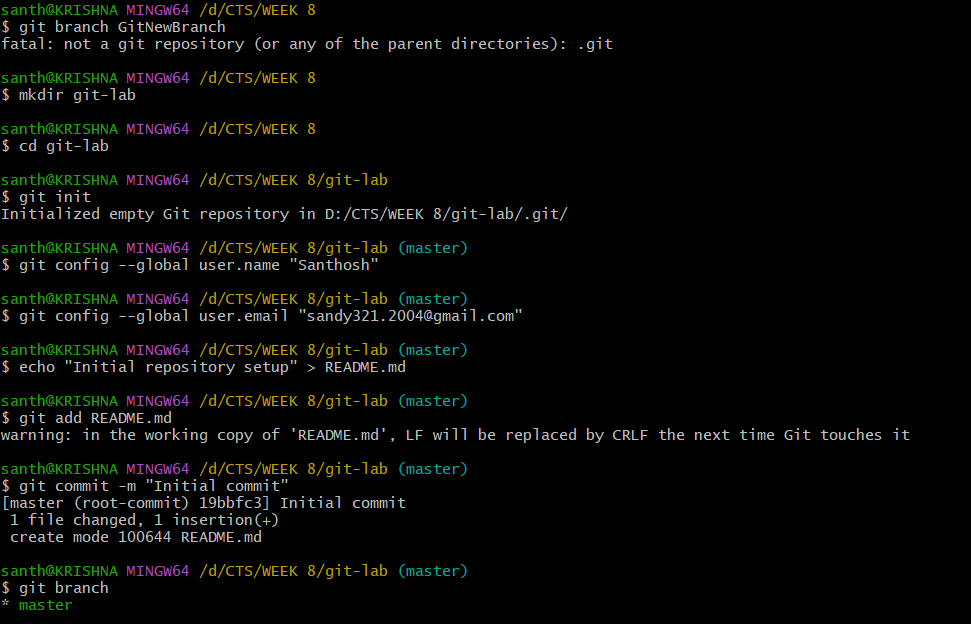 santh@KRISHNA MINGW64 /d/CTS/WEEK 8
$ git branch GitNewBranch
fatal: not a git repository (or any of the parent directories): .git
santh@KRISHNA MINGW64 /d/CTS/WEEK 8
$ mkdir git-lab
santh@KRISHNA MINGW64 /d/CTS/WEEK 8
$ cd git-lab
santh@KRISHNA MINGW64 /d/CTS/WEEK 8/git-lab
$ git init
Initialized empty Git repository in D:/CTS/WEEK 8/git-lab/.git/
santh@KRISHNA MINGW64 /d/CTS/WEEK 8/git-lab (master)
$ git config --global user.name "Santhosh"
santh@KRISHNA MINGW64 /d/CTS/WEEK 8/git-lab (master)
$ git config --global user.email "sandy321.2004@gmail.com"
santh@KRISHNA MINGW64 /d/CTS/WEEK 8/git-lab (master)
$ echo "Initial repository setup" > README.md
santh@KRISHNA MINGW64 /d/CTS/WEEK 8/git-lab (master)
$ git add README.md
warning: in the working copy of 'README.md', LF will be replaced by CRLF the next time Git touches it
santh@KRISHNA MINGW64 /d/CTS/WEEK 8/git-lab (master)
$ git commit -m "Initial commit"
[master (root-commit) 19bbfc3] Initial commit
 1 file changed, 1 insertion(+)
 create mode 100644 README.md
santh@KRISHNA MINGW64 /d/CTS/WEEK 8/git-lab (master)
$ git branch
* master